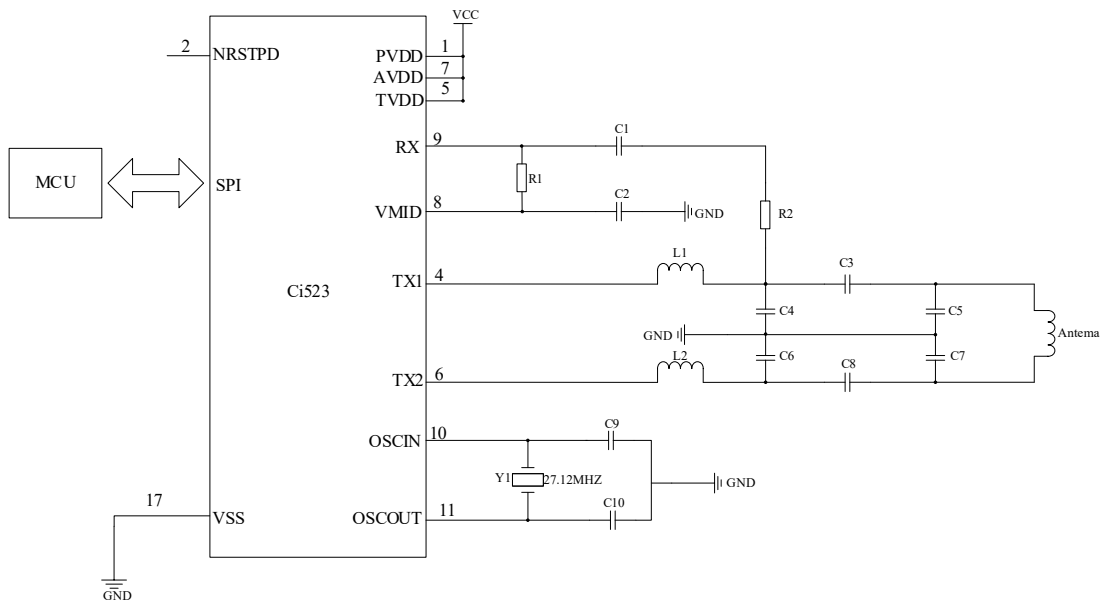 VCC
2
NRSTPD
PVDD
1
AVDD
7
TVDD
5
RX
9
C1
MCU
SPI
R1
C2
VMID
8
GND
R2
L1
C3
Ci523
TX1
4
C4
C5
GND
Antema
L2
C6
C7
C8
TX2
6
OSCIN
10
C9
Y1
27.12MHZ
GND
17
VSS
C10
OSCOUT
11
GND